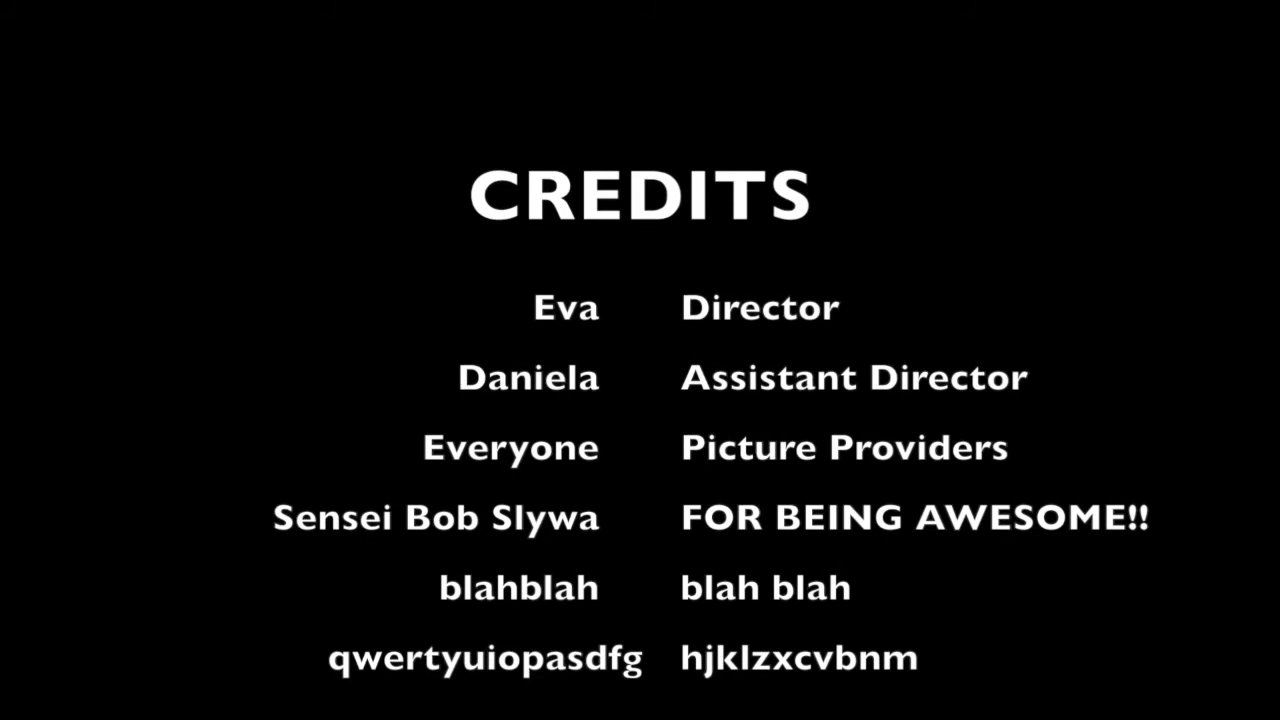 CREDITS
Eva Director
Daniela Assistant Director
Everyone Picture Providers
Sensei Bob Slywa FOR BEING AWESOME!!
blahblah blah blah
qwertyuiopasdfg hjklzxcvbnm